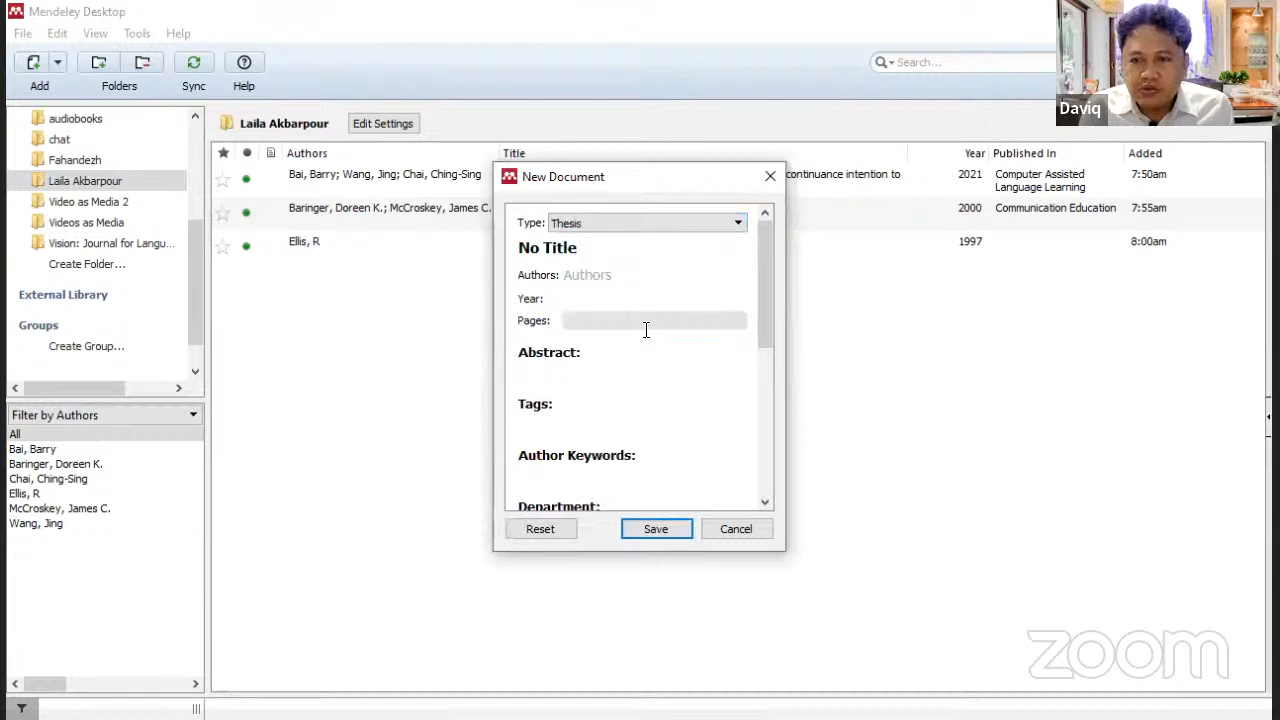 Mendeley Desktop
File Edit View Tools Help
Add Folders Sync Help
Search...
Daviq
audiobooks
chat
Fahandezh
Laila Akbarpour
Video as Media 2
Videos as Media
Vision: Journal for Langu...
Create Folder...
External Library
Groups
Create Group...
Filter by Authors
All
Bai, Barry
Baringer, Doreen K.
Chai, Ching-Sing
Ellis, R
McCroskey, James C.
Wang, Jing
Laila Akbarpour Edit Settings
Authors Title Year Published In Added
Bai, Barry; Wang, Jing; Chai, Ching-Sing continuance intention to 2021 Computer Assisted Language Learning 7:50am
Baringer, Doreen K.; McCroskey, James C. 2000 Communication Education 7:55am
Ellis, R 1997 8:00am
New Document
Type: Thesis
No Title
Authors: Authors
Year:
Pages:
Abstract:
Tags:
Author Keywords:
Department:
Reset Save Cancel
zoom